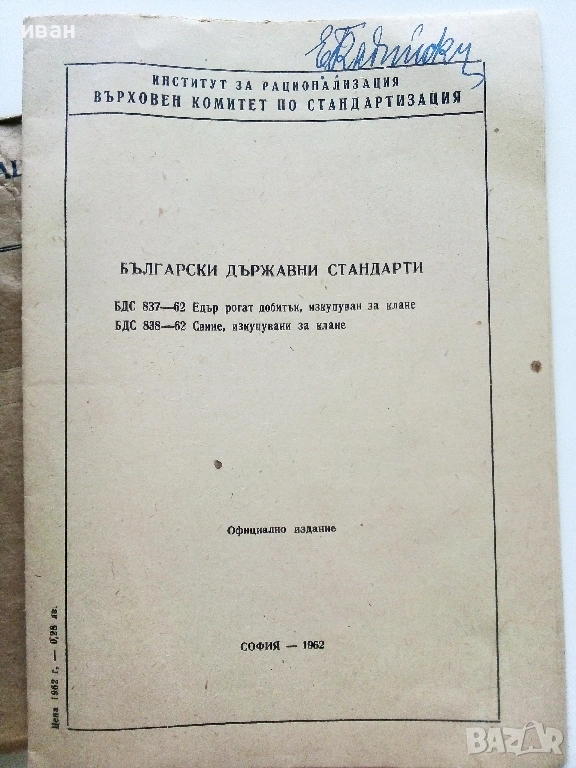 ИНСТИТУТ ЗА РАЦИОНАЛИЗАЦИЯ
ВЪРХОВЕН КОМИТЕТ ПО СТАНДАРТИЗАЦИЯ
БЪЛГАРСКИ ДЪРЖАВНИ СТАНДАРТИ
БДС 837—62 Едър рогат добитък, изкупуван за клане
БДС 838—62 Свине, изкупувани за клане
Официално издание
СОФИЯ — 1962
Цена 1962 г. — 0,28 лв.
BAZAR